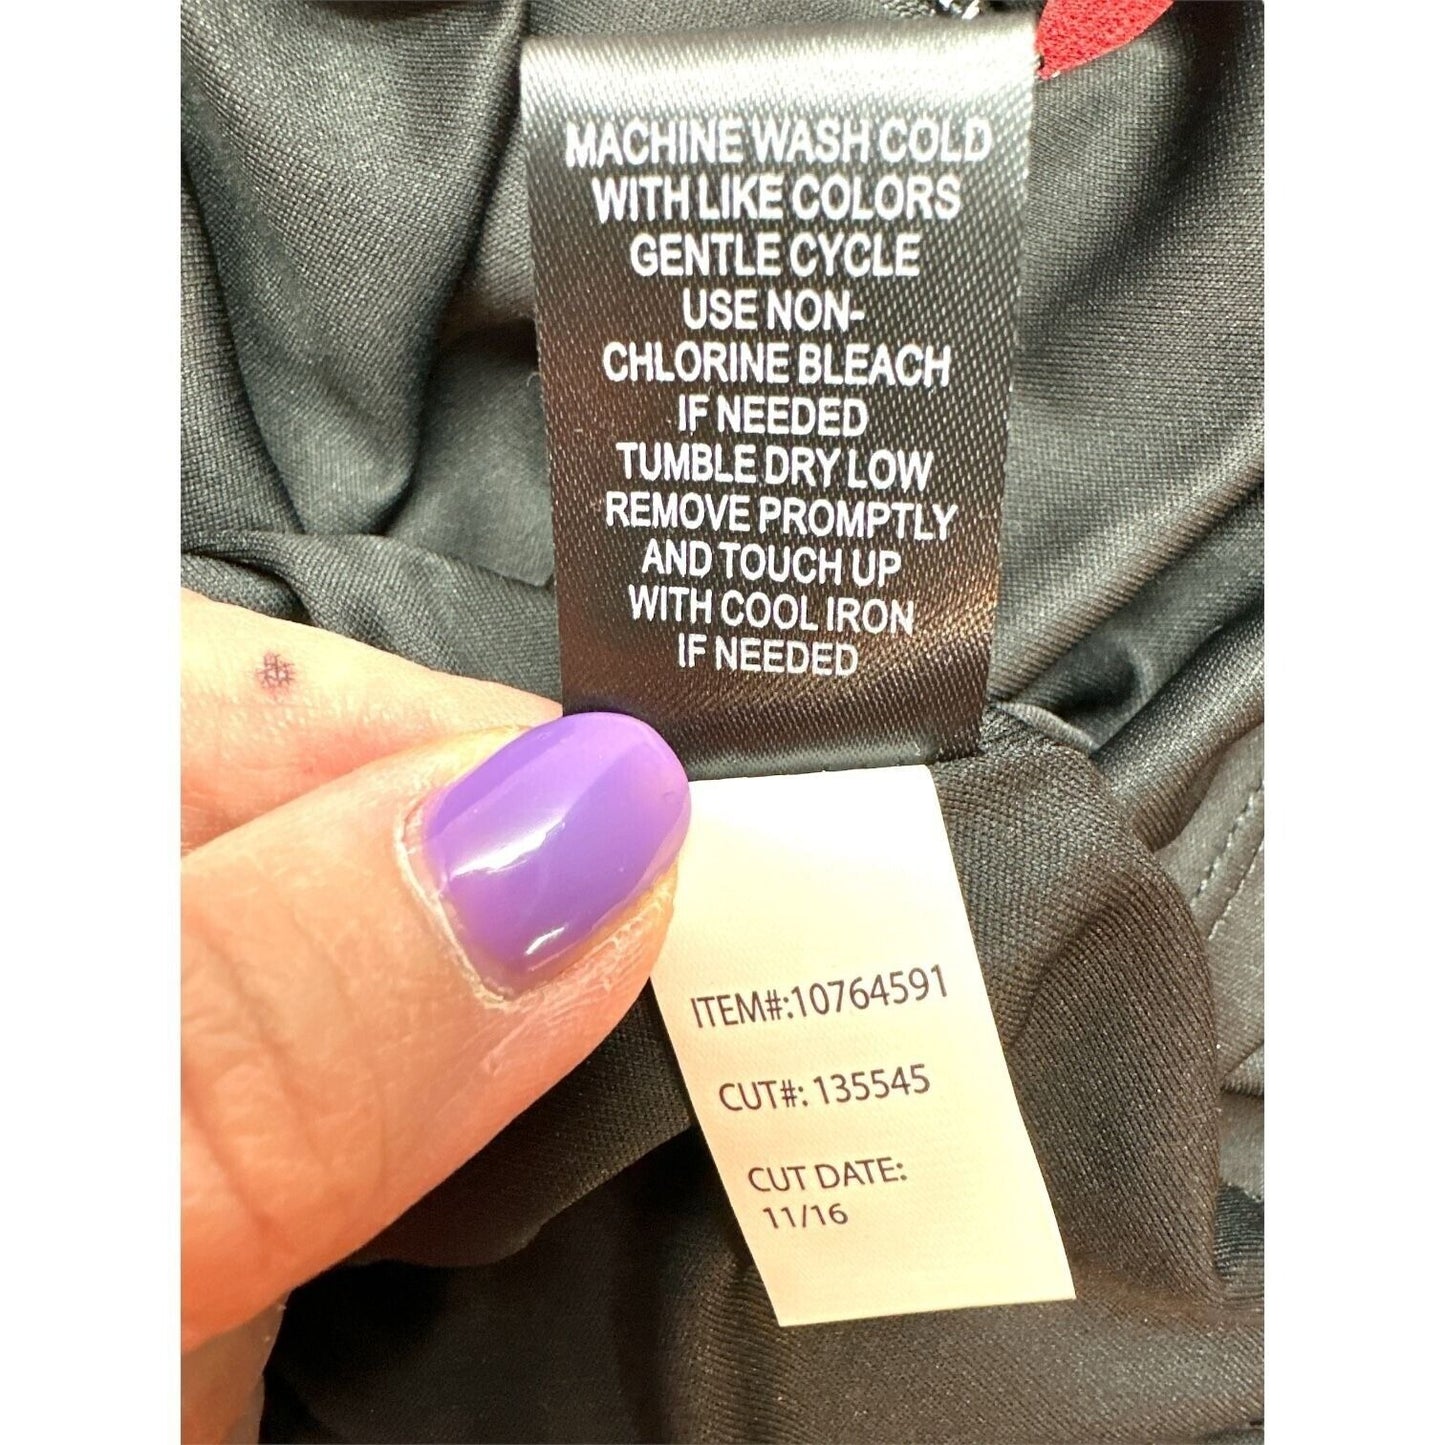 MACHINE WASH COLD
WITH LIKE COLORS
GENTLE CYCLE
USE NON-
CHLORINE BLEACH
IF NEEDED
TUMBLE DRY LOW
REMOVE PROMPTLY
AND TOUCH UP
WITH COOL IRON
IF NEEDED
ITEM#:10764591
CUT#: 135545
CUT DATE:
11/16